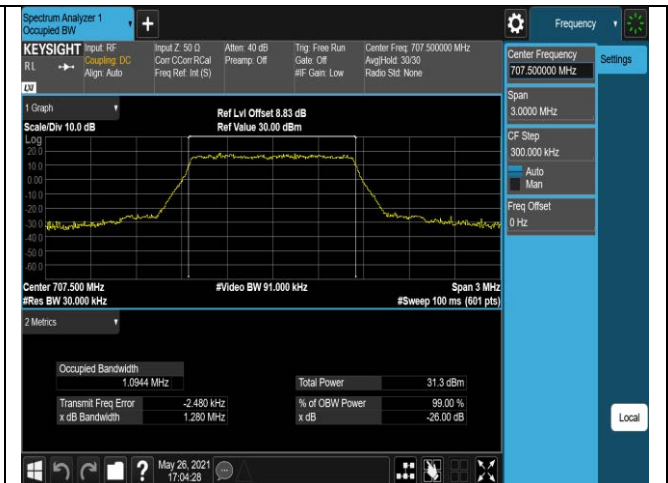 Spectrum Analyzer 1
Occupied BW
+
Frequency
KEYSIGHT
RL
Input: RF
Coupling: DC
Align: Auto
Input Z: 50 Ω
Corr CCorr RCal
Freq Ref: Int (S)
Atten: 40 dB
Preamp: Off
Trig: Free Run
Gate: Off
#IF Gain: Low
Center Freq: 707.500000 MHz
Avg|Hold: 30/30
Radio Std: None
LXI
Center Frequency
707.500000 MHz
Settings
Span
3.0000 MHz
CF Step
300.000 kHz
Auto
Man
Freq Offset
0 Hz
1 Graph
Scale/Div 10.0 dB
Ref Lvl Offset 8.83 dB
Ref Value 30.00 dBm
Log
20.0
10.0
0.00
-10.0
-20.0
-30.0
-40.0
-50.0
-60.0
Center 707.500 MHz
#Res BW 30.000 kHz
#Video BW 91.000 kHz
Span 3 MHz
#Sweep 100 ms (601 pts)
2 Metrics
Occupied Bandwidth
1.0944 MHz
Total Power 31.3 dBm
Transmit Freq Error -2.480 kHz
% of OBW Power 99.00 %
x dB Bandwidth 1.280 MHz
x dB -26.00 dB
Local
?
May 26, 2021
17:04:28